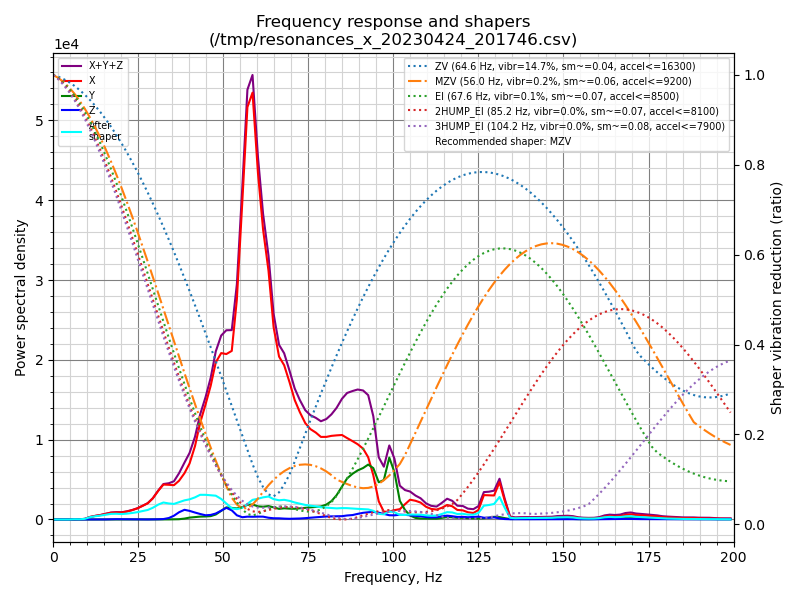 Frequency response and shapers
(/tmp/resonances_x_20230424_201746.csv)
1e4
X+Y+Z
X
Y
Z
after
shaper
ZV (64.6 Hz, vibr=14.7%, sm~=0.04, accel<=16300)
MZV (56.0 Hz, vibr=0.2%, sm~=0.06, accel<=9200)
EI (67.6 Hz, vibr=0.1%, sm~=0.07, accel<=8500)
2HUMP_EI (85.2 Hz, vibr=0.0%, sm~=0.07, accel<=8100)
3HUMP_EI (104.2 Hz, vibr=0.0%, sm~=0.08, accel<=7900)
Recommended shaper: MZV
Power spectral density
5
4
3
2
1
0
1.0
0.8
0.6
0.4
0.2
0.0
Shaper vibration reduction (ratio)
0 25 50 75 100 125 150 175 200
Frequency, Hz